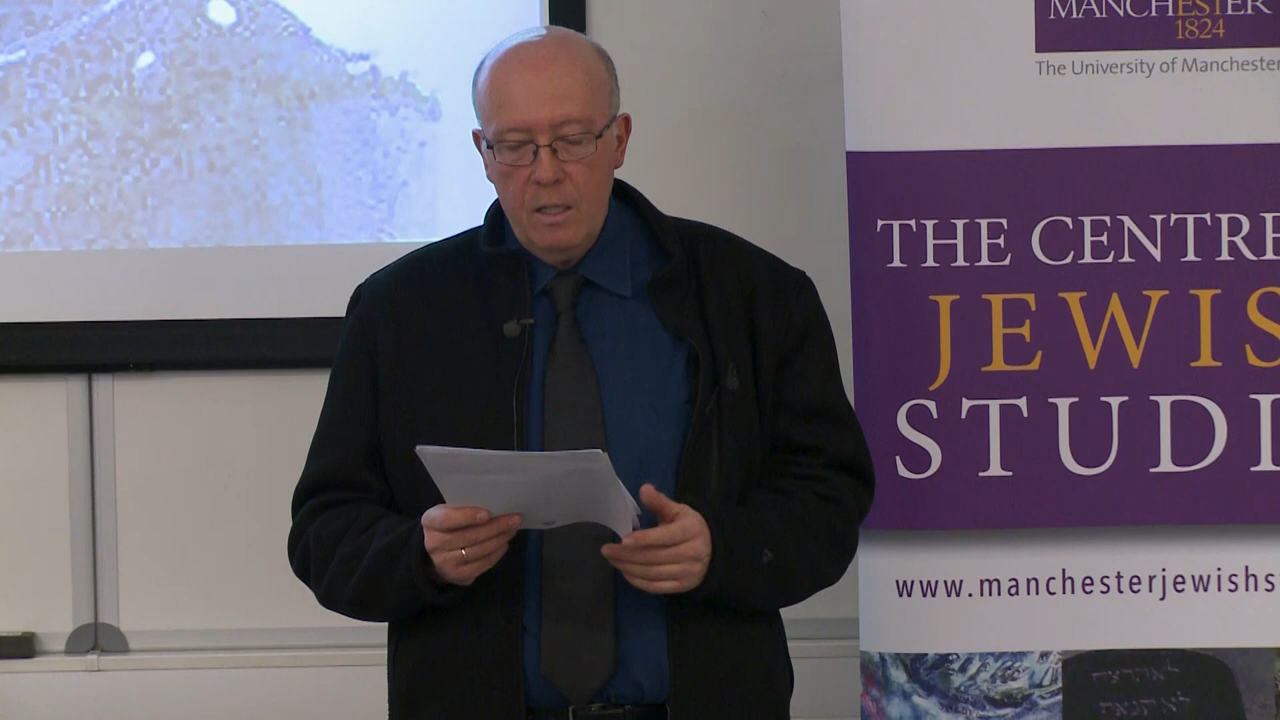 MANCHESTER
1824
The University of Manchester
THE CENTRE
JEWIS
STUDI
www.manchesterjewishs